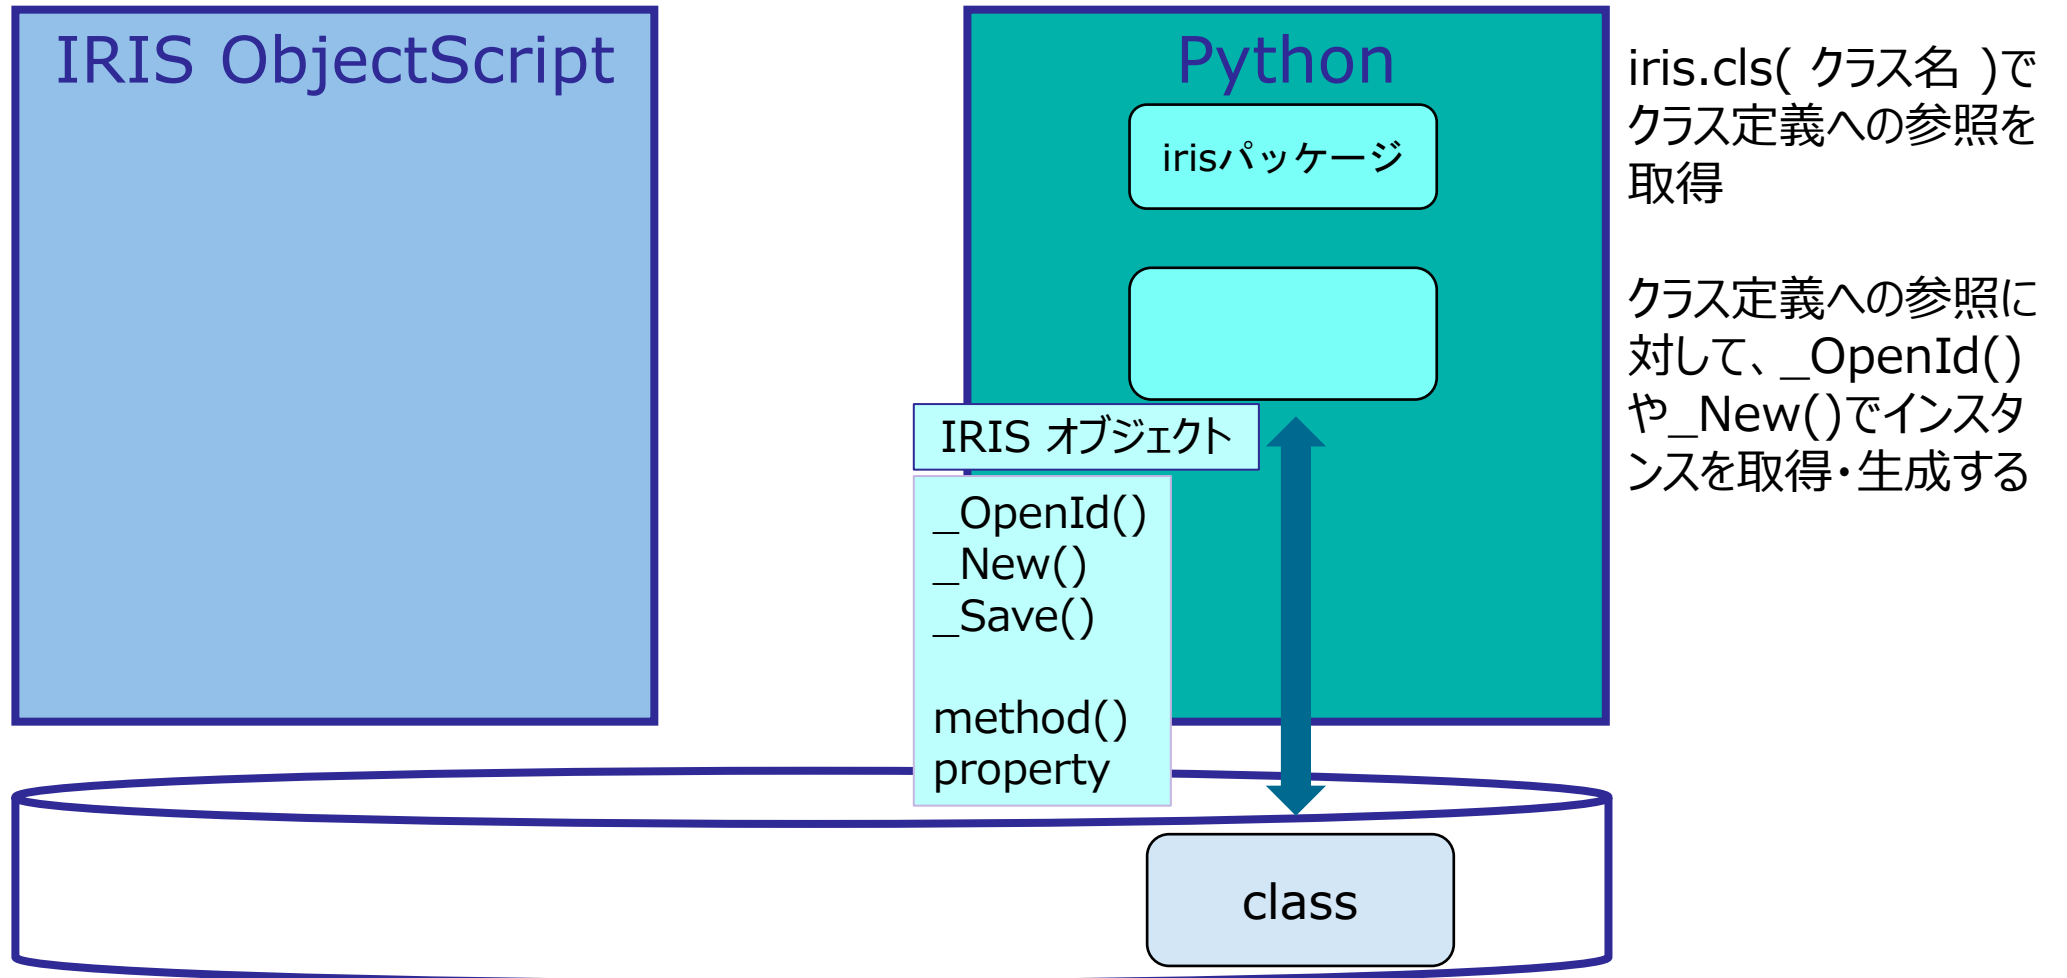 IRIS ObjectScript
Python
irisパッケージ
IRIS オブジェクト
_OpenId()
_New()
_Save()
method()
property
class
iris.cls( クラス名 )で
クラス定義への参照を
取得
クラス定義への参照に
対して、_OpenId()
や_New()でインスタ
ンスを取得・生成する